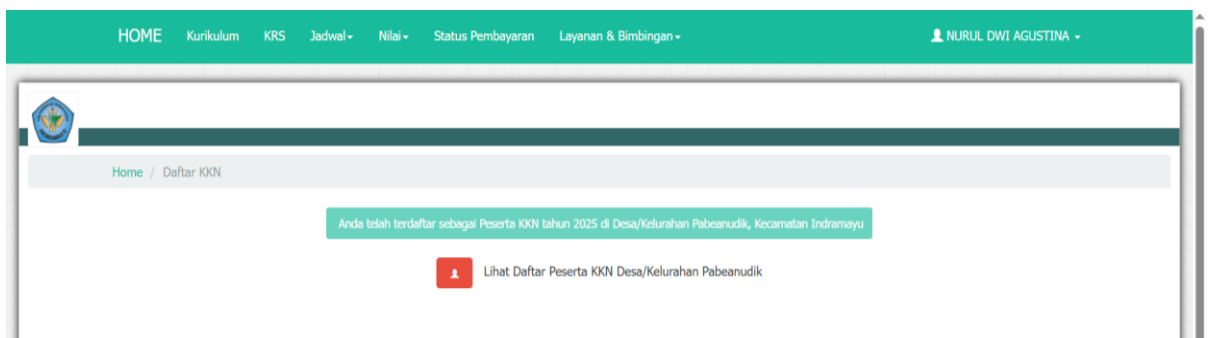 HOME Kurikulum KRS Jadwal Nilai Status Pembayaran Layanan & Bimbingan NURUL DWI AGUSTINA
Home / Daftar KKN
Anda telah terdaftar sebagai Peserta KKN tahun 2025 di Desa/Kelurahan Pabeanudik, Kecamatan Indramayu
Lihat Daftar Peserta KKN Desa/Kelurahan Pabeanudik